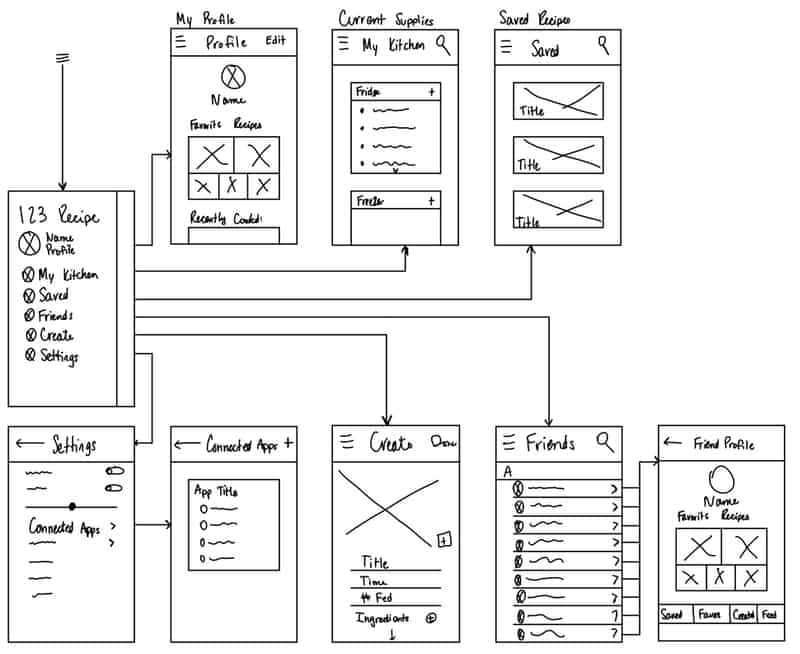 My Profile
Profile Edit
Name
Favorite Recipes
Recently Cooked:
Current Supplies
My Kitchen
Fridge +
Freezer +
Saved Recipes
Saved
Title
Title
Title
123 Recipe
Name
Profile
My Kitchen
Saved
Friends
Create
Settings
Settings
Connected Apps >
Connected Apps +
App Title
Create Done
Title
Time
# Fed
Ingredients
Friends
A
Friend Profile
Name
Favorite Recipes
Saved Faves Created Feed